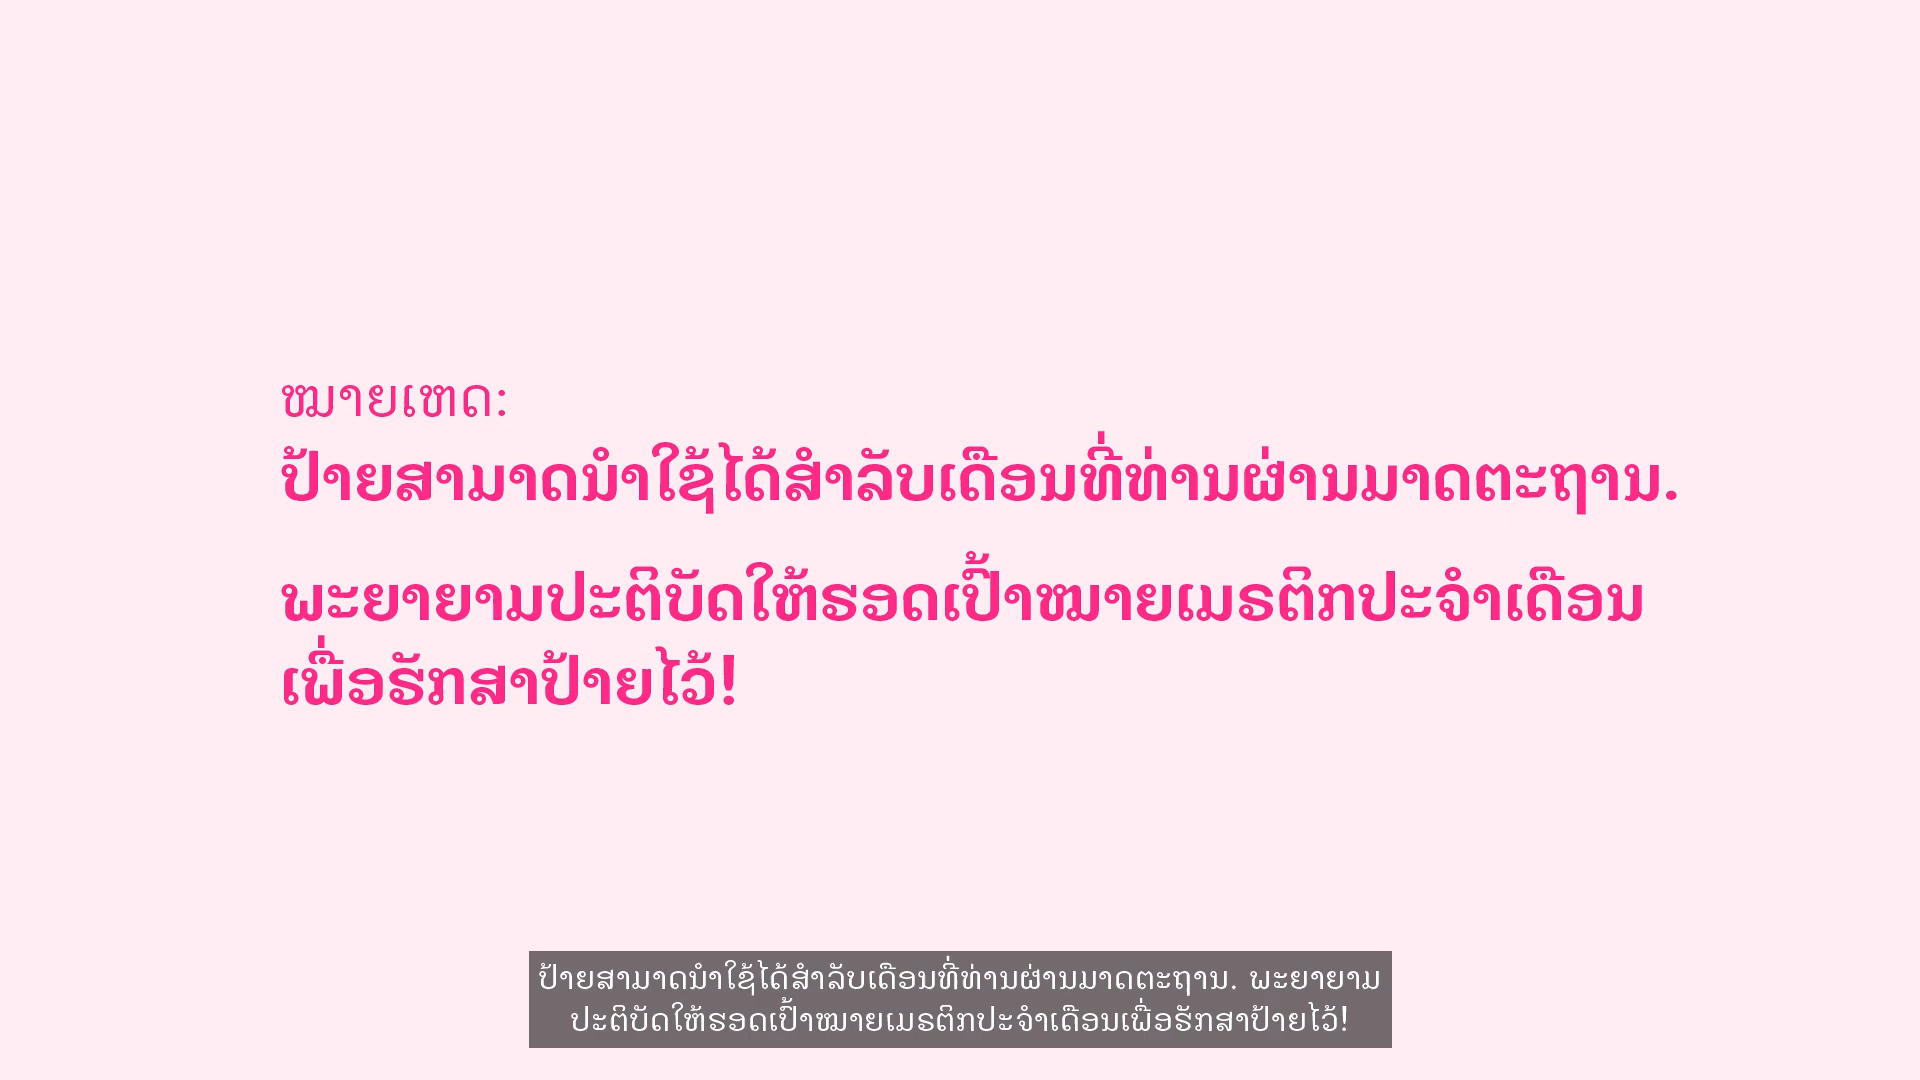 ໝາຍເຫດ:
ປ້າຍສາມາດນຳໃຊ້ໄດ້ສຳລັບເດືອນທີ່ທ່ານຜ່ານມາດຕະຖານ.
ພະຍາຍາມປະຕິບັດໃຫ້ຮອດເປົ້າໝາຍເມຣຕິກປະຈຳເດືອນ
ເພື່ອຮັກສາປ້າຍໄວ້!
ປ້າຍສາມາດນຳໃຊ້ໄດ້ສຳລັບເດືອນທີ່ທ່ານຜ່ານມາດຕະຖານ. ພະຍາຍາມ
ປະຕິບັດໃຫ້ຮອດເປົ້າໝາຍເມຣຕິກປະຈຳເດືອນເພື່ອຮັກສາປ້າຍໄວ້!